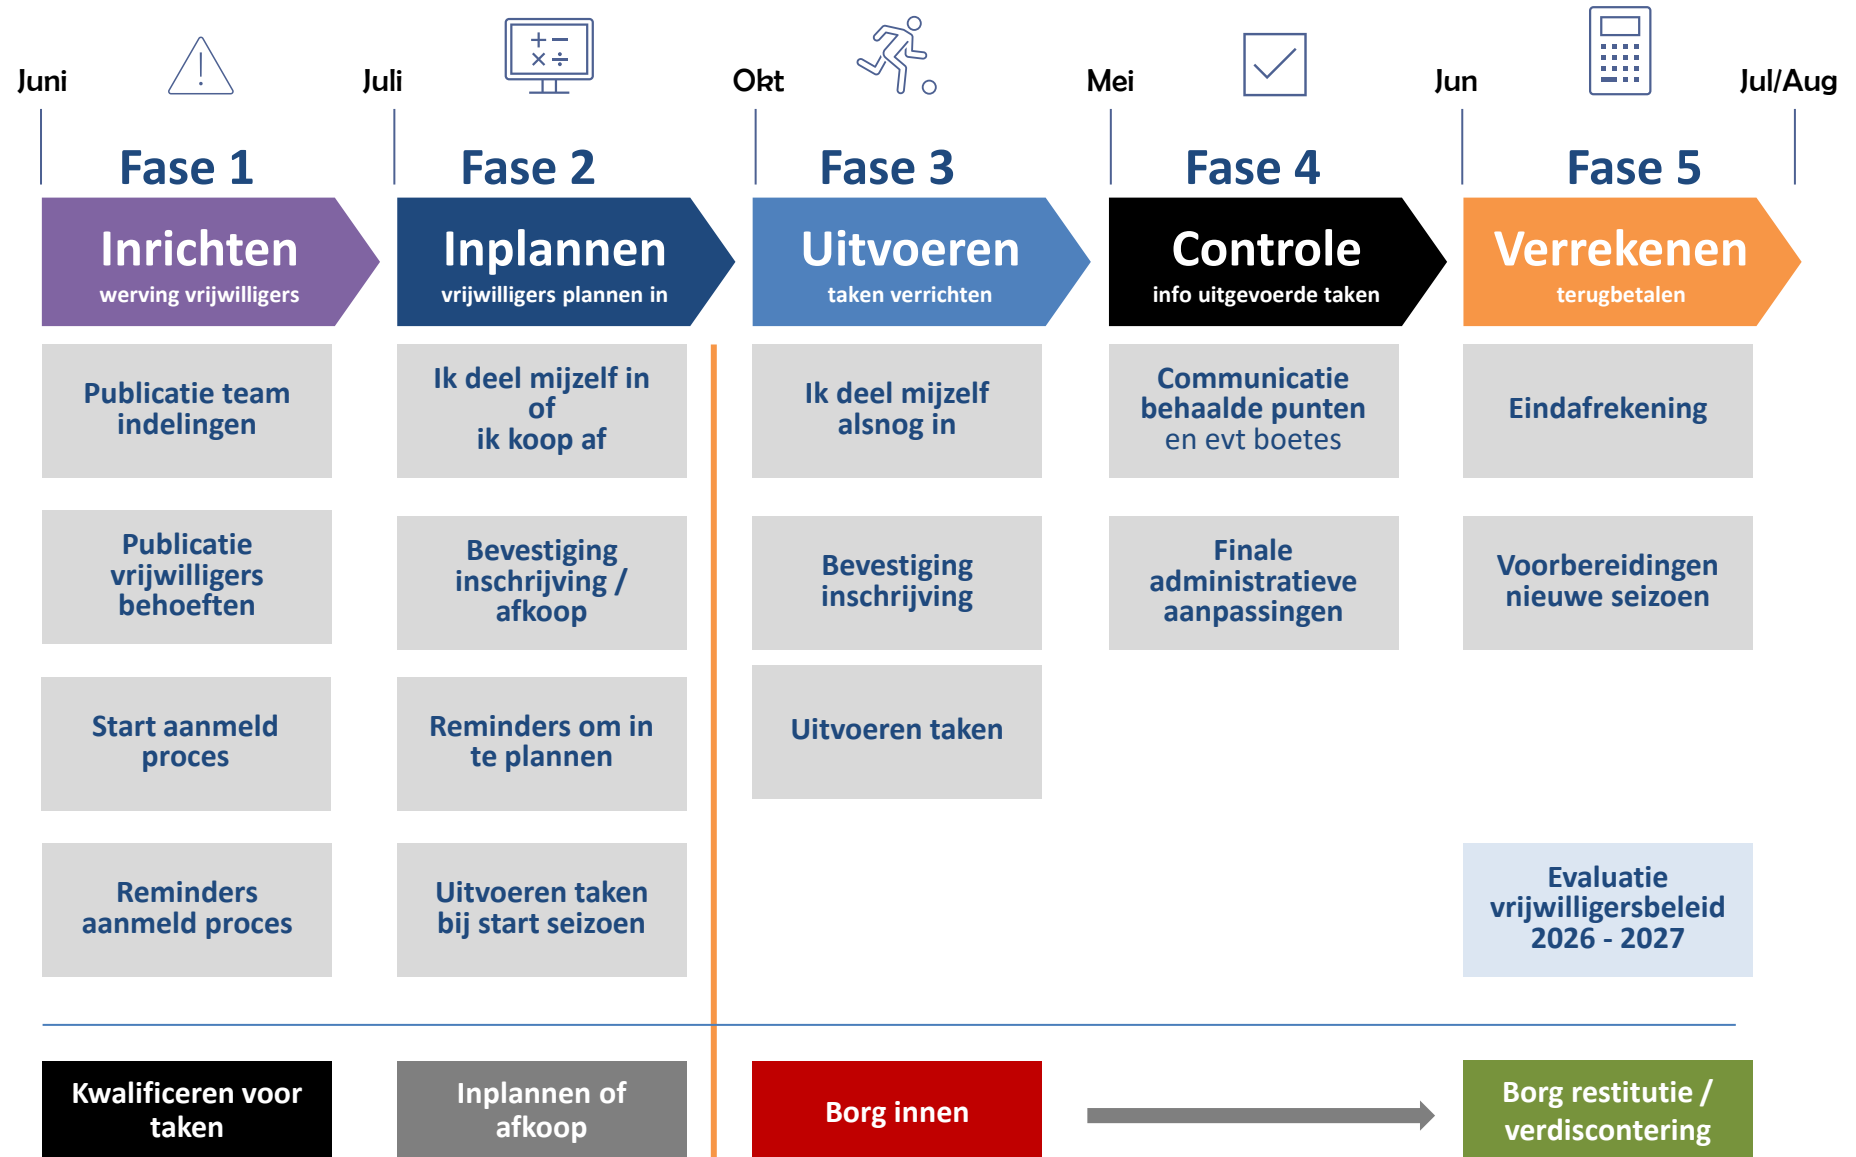 Juni
Juli
Okt
Mei
Jun
Jul/Aug
Fase 1
Fase 2
Fase 3
Fase 4
Fase 5
Inrichten
werving vrijwilligers
Inplannen
vrijwilligers plannen in
Uitvoeren
taken verrichten
Controle
info uitgevoerde taken
Verrekenen
terugbetalen
Publicatie team
indelingen
Ik deel mijzelf in
of
ik koop af
Ik deel mijzelf
alsnog in
Communicatie
behaalde punten
en evt boetes
Eindafrekening
Publicatie
vrijwilligers
behoeften
Bevestiging
inschrijving /
afkoop
Bevestiging
inschrijving
Finale
administratieve
aanpassingen
Voorbereidingen
nieuwe seizoen
Start aanmeld
proces
Reminders om in
te plannen
Uitvoeren taken
Reminders
aanmeld proces
Uitvoeren taken
bij start seizoen
Evaluatie
vrijwilligersbeleid
2026 - 2027
Kwalificeren voor
taken
Inplannen of
afkoop
Borg innen
Borg restitutie /
verdiscontering